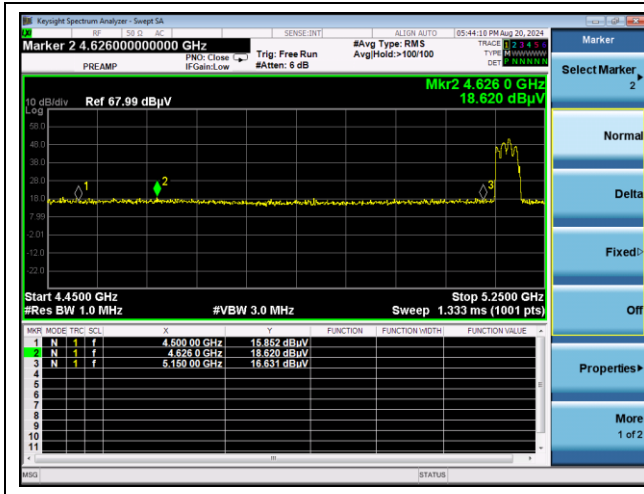 Keysight Spectrum Analyzer - Swept SA
RF 50 Ω AC SENSE:INT ALIGN AUTO 05:44:10 PM Aug 20, 2024
Marker 2 4.626000000000 GHz
#Avg Type: RMS TRACE 1 2 3 4 5 6
PNO: Close Trig: Free Run Avg|Hold:>100/100 TYPE MWWWWW
PREAMP IFGain:Low #Atten: 6 dB DET P NNNNN
Mkr2 4.626 0 GHz
10 dB/div Ref 67.99 dBµV 18.620 dBµV
Log
58.0
48.0
38.0
28.0
18.0
7.99
-2.01
-12.0
-22.0
1
2
3
Start 4.4500 GHz Stop 5.2500 GHz
#Res BW 1.0 MHz #VBW 3.0 MHz Sweep 1.333 ms (1001 pts)
MKR MODE TRC SCL X Y FUNCTION FUNCTION WIDTH FUNCTION VALUE
1 N 1 f 4.500 00 GHz 15.852 dBµV
2 N 1 f 4.626 0 GHz 18.620 dBµV
3 N 1 f 5.150 00 GHz 16.631 dBµV
4
5
6
7
8
9
10
11
MSG STATUS
Marker
Select Marker
2
Normal
Delta
Fixed
Off
Properties
More
1 of 2